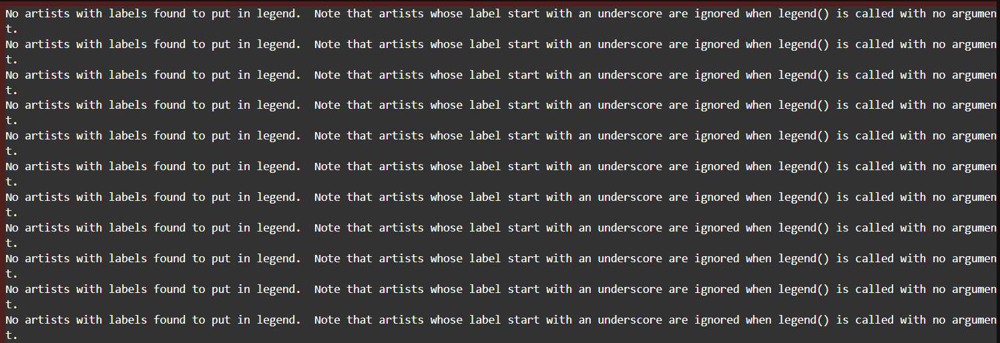 No artists with labels found to put in legend.  Note that artists whose label start with an underscore are ignored when legend() is called with no argumen
t.
No artists with labels found to put in legend.  Note that artists whose label start with an underscore are ignored when legend() is called with no argumen
t.
No artists with labels found to put in legend.  Note that artists whose label start with an underscore are ignored when legend() is called with no argumen
t.
No artists with labels found to put in legend.  Note that artists whose label start with an underscore are ignored when legend() is called with no argumen
t.
No artists with labels found to put in legend.  Note that artists whose label start with an underscore are ignored when legend() is called with no argumen
t.
No artists with labels found to put in legend.  Note that artists whose label start with an underscore are ignored when legend() is called with no argumen
t.
No artists with labels found to put in legend.  Note that artists whose label start with an underscore are ignored when legend() is called with no argumen
t.
No artists with labels found to put in legend.  Note that artists whose label start with an underscore are ignored when legend() is called with no argumen
t.
No artists with labels found to put in legend.  Note that artists whose label start with an underscore are ignored when legend() is called with no argumen
t.
No artists with labels found to put in legend.  Note that artists whose label start with an underscore are ignored when legend() is called with no argumen
t.
No artists with labels found to put in legend.  Note that artists whose label start with an underscore are ignored when legend() is called with no argumen
t.